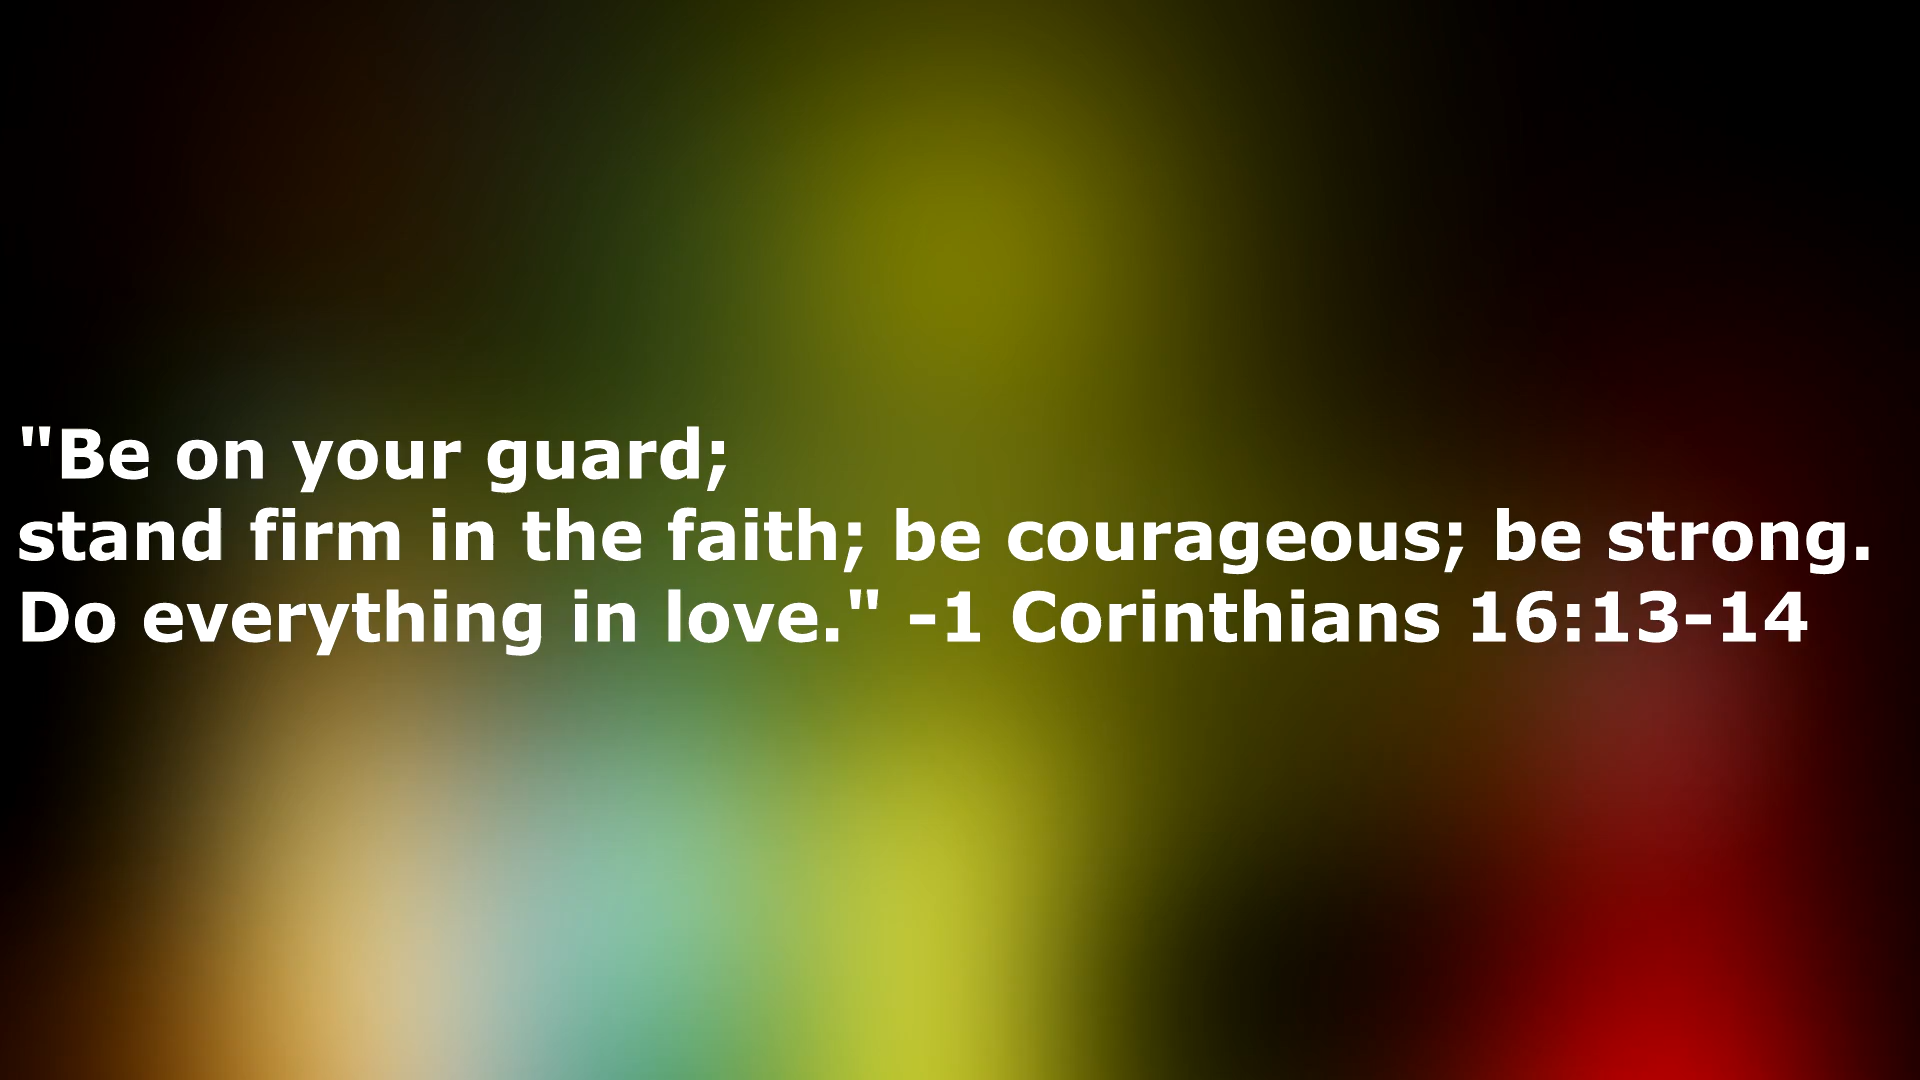 "Be on your guard;
stand firm in the faith; be courageous; be strong.
Do everything in love." -1 Corinthians 16:13-14